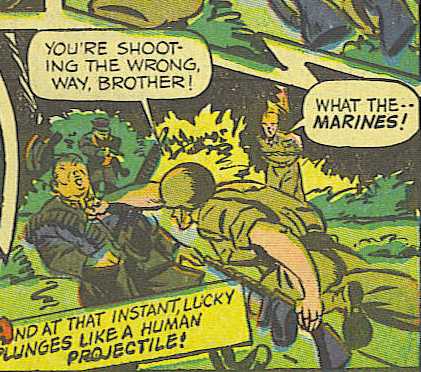 YOU'RE SHOOT-
ING THE WRONG,
WAY, BROTHER!
WHAT THE--
MARINES!
AND AT THAT INSTANT, LUCKY
PLUNGES LIKE A HUMAN
PROJECTILE!